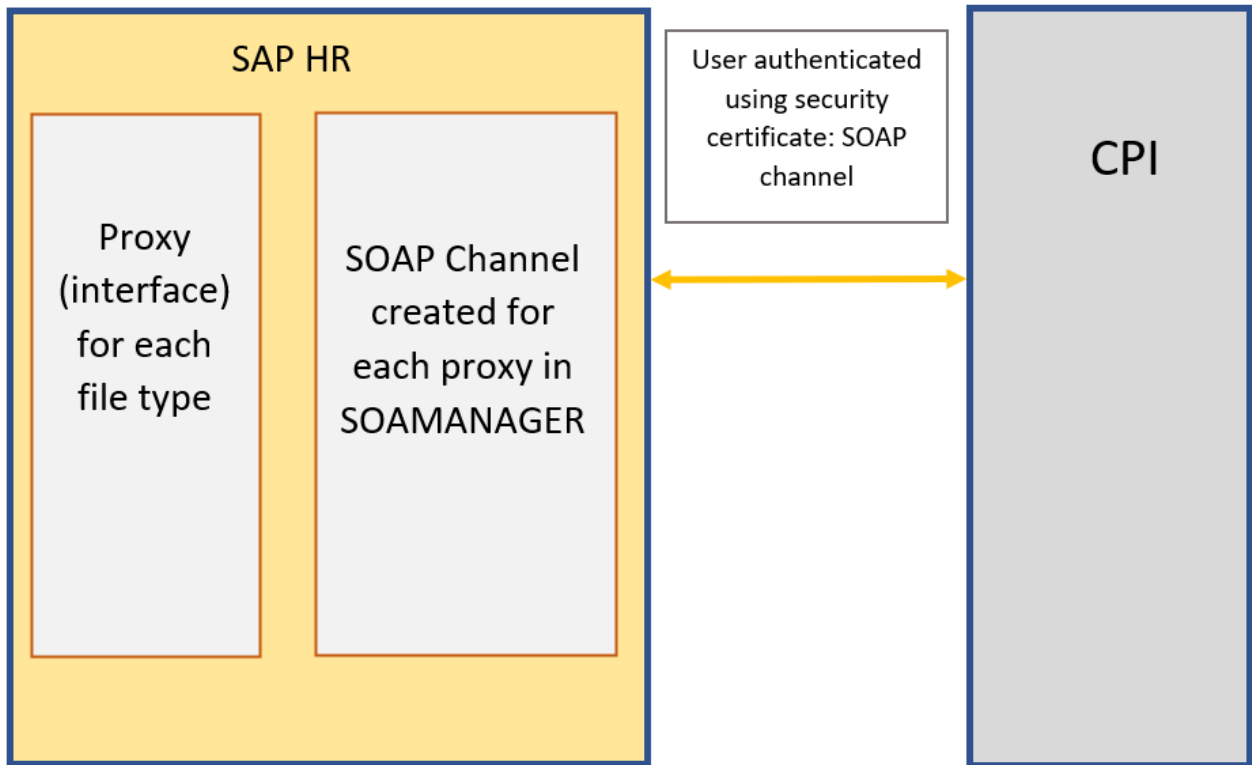 SAP HR
Proxy
(interface)
for each
file type
SOAP Channel
created for
each proxy in
SOAMANAGER
User authenticated
using security
certificate: SOAP
channel
CPI